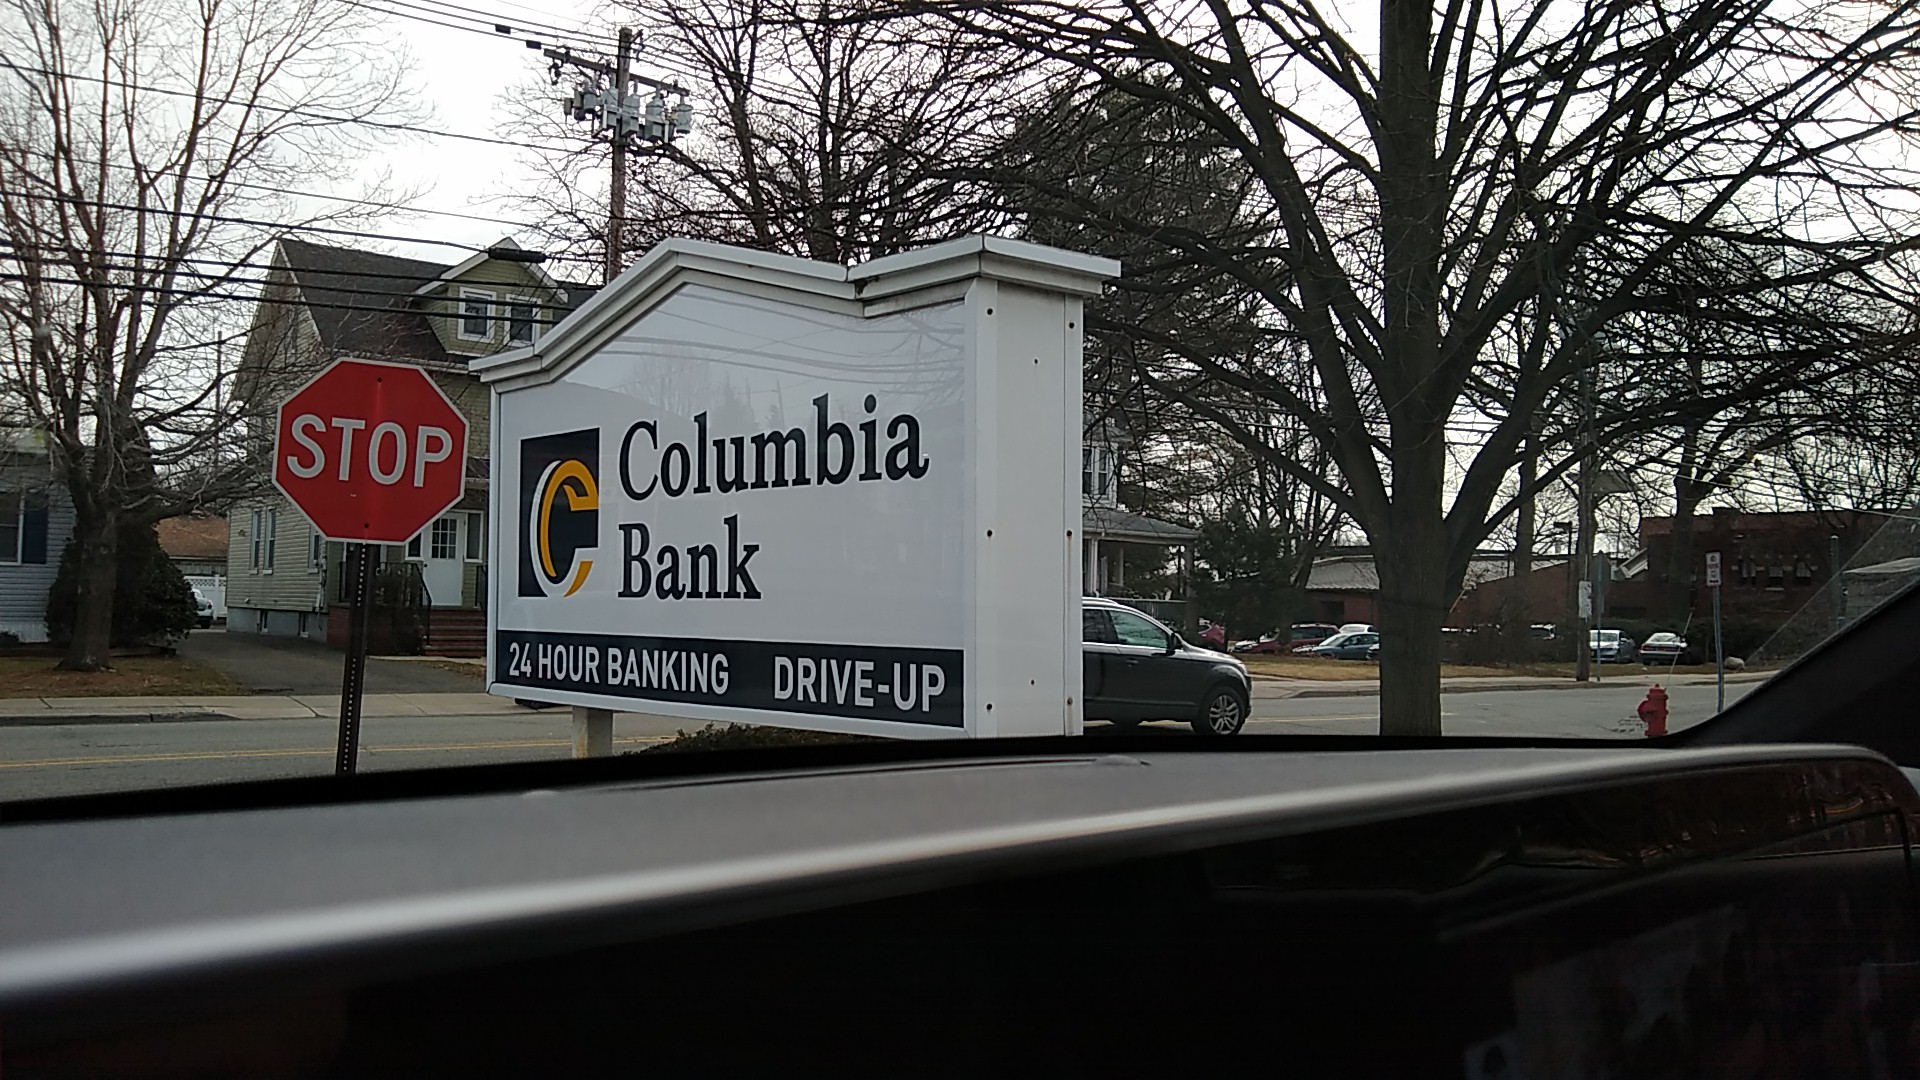 STOP
Columbia
Bank
24 HOUR BANKING DRIVE-UP